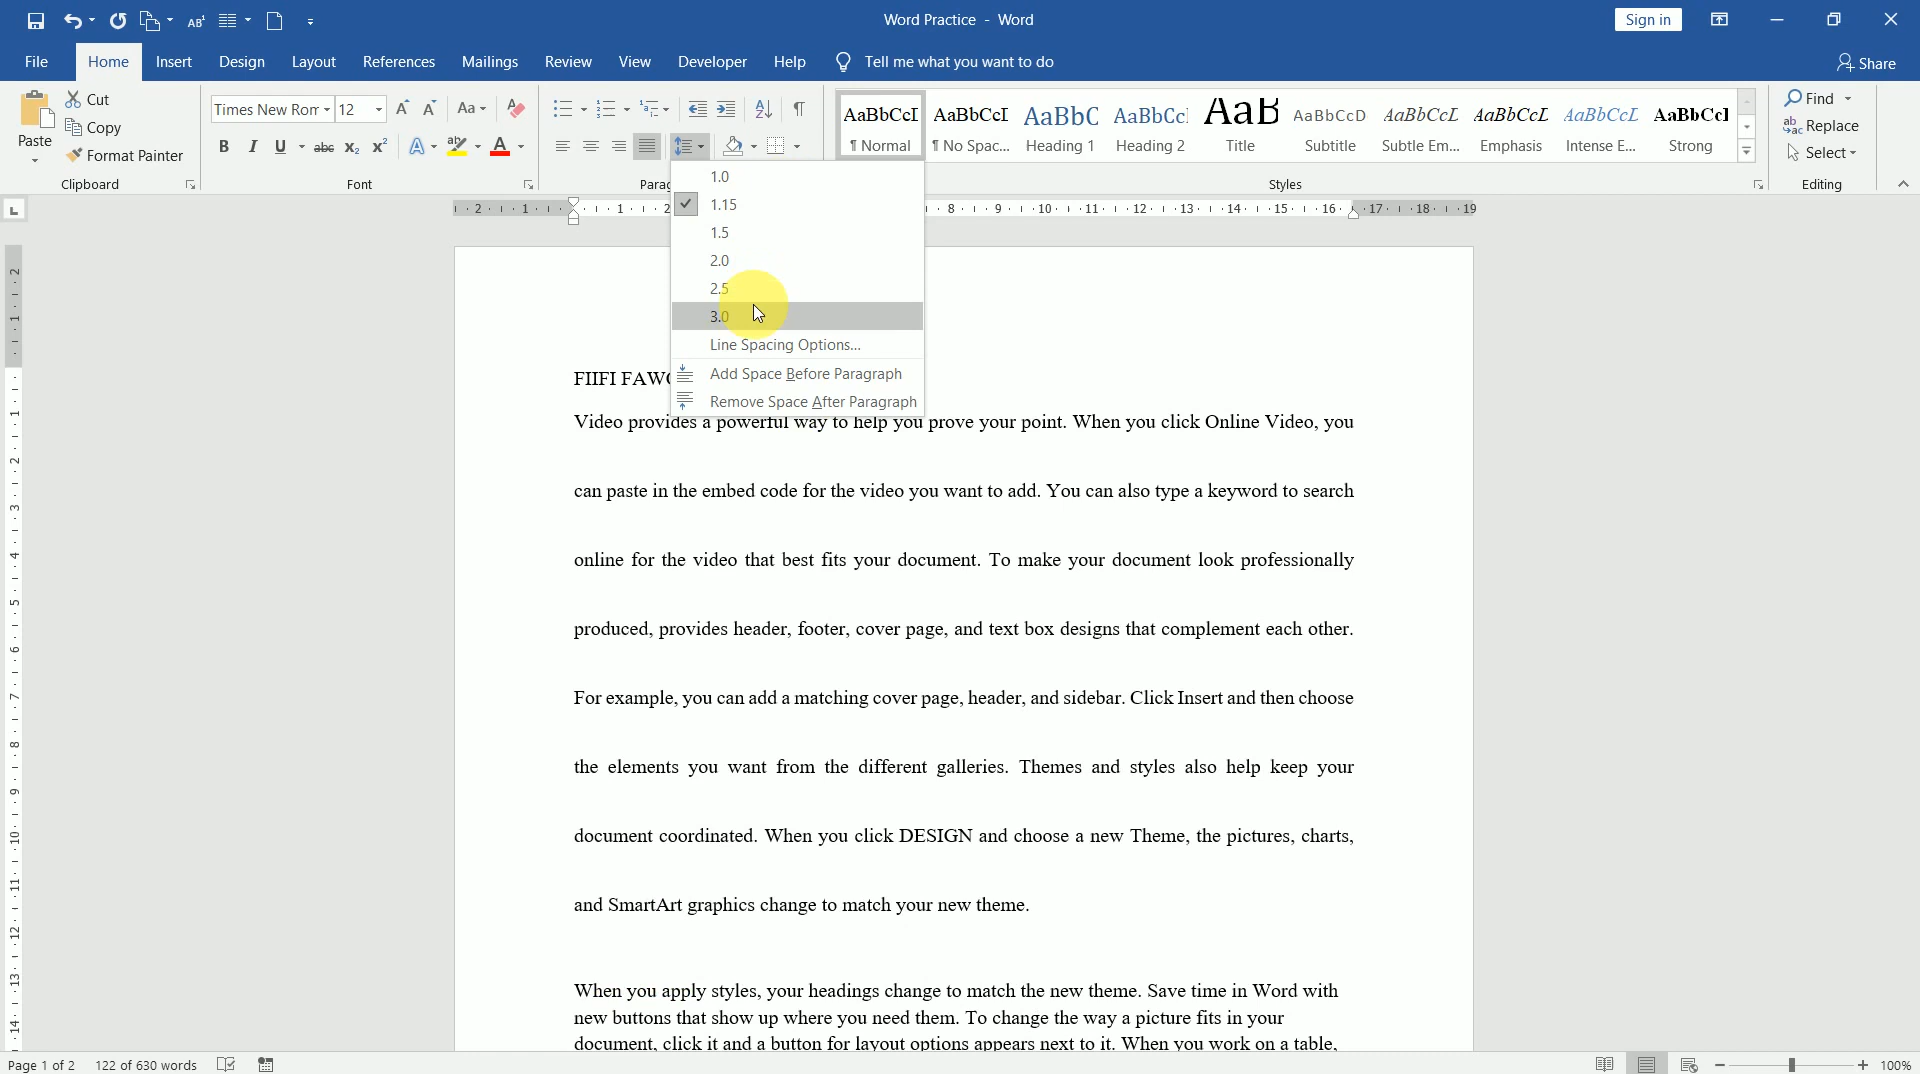 Word Practice - Word
Sign in
File Home Insert Design Layout References Mailings Review View Developer Help Tell me what you want to do Share
Paste
Cut
Copy
Format Painter
Clipboard
Times New Ron 12
Font
AaBbCcI AaBbCcI AaBbC AaBbCc AaB AaBbCcD AaBbCcL AaBbCcL AaBbCcL AaBbCcI
¶ Normal ¶ No Spac... Heading 1 Heading 2 Title Subtitle Subtle Em... Emphasis Intense E... Strong
Styles
Find
Replace
Select
Editing
1.0
1.15
1.5
2.0
2.5
3.0
Line Spacing Options...
Add Space Before Paragraph
Remove Space After Paragraph
Video provides a powerful way to help you prove your point. When you click Online Video, you
can paste in the embed code for the video you want to add. You can also type a keyword to search
online for the video that best fits your document. To make your document look professionally
produced, provides header, footer, cover page, and text box designs that complement each other.
For example, you can add a matching cover page, header, and sidebar. Click Insert and then choose
the elements you want from the different galleries. Themes and styles also help keep your
document coordinated. When you click DESIGN and choose a new Theme, the pictures, charts,
and SmartArt graphics change to match your new theme.
When you apply styles, your headings change to match the new theme. Save time in Word with
new buttons that show up where you need them. To change the way a picture fits in your
document, click it and a button for layout options appears next to it. When you work on a table,
Page 1 of 2 122 of 630 words 100%